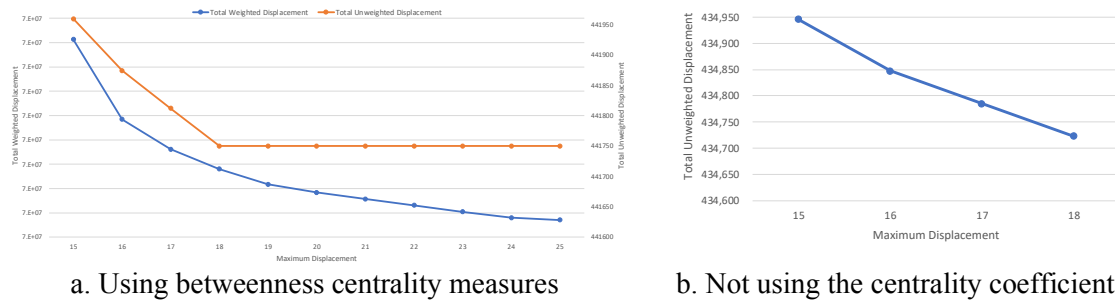 Total Weighted Displacement
Total Unweighted Displacement
7.E+07
7.E+07
7.E+07
7.E+07
7.E+07
7.E+07
7.E+07
7.E+07
7.E+07
7.E+07
Total Weighted Displacement
441950
441900
441850
441800
441750
441700
441650
441600
Total Unweighted Displacement
15 16 17 18 19 20 21 22 23 24 25
Maximum Displacement
a. Using betweenness centrality measures
434,950
434,900
434,850
434,800
434,750
434,700
434,650
434,600
Total Unweighted Displacement
15 16 17 18
Maximum Displacement
b. Not using the centrality coefficient